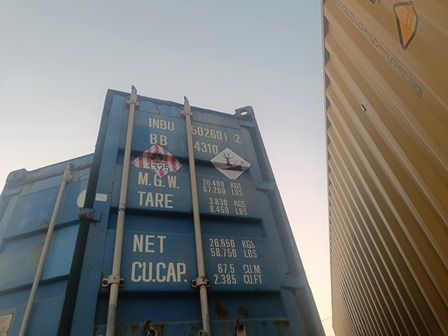 INBU 502601 2
BB 4310
1325
M.G.W. 30.480 KGS
67.200 LBS
TARE 3.830 KGS
8.450 LBS
NET 26.650 KGS
58.750 LBS
CU.CAP. 67.5 CU.M
2.385 CU.FT